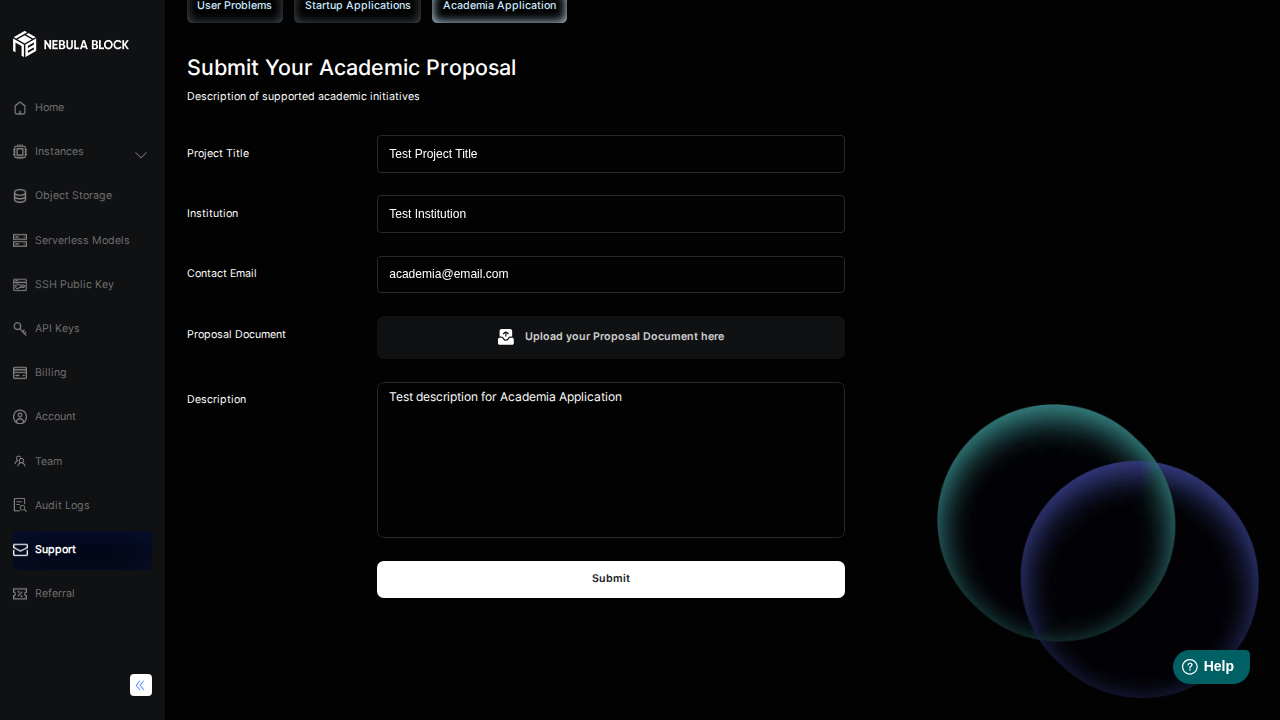 User Problems
Startup Applications
Academia Application
NEBULA BLOCK
Home
Instances
Object Storage
Serverless Models
SSH Public Key
API Keys
Billing
Account
Team
Audit Logs
Support
Referral
Submit Your Academic Proposal
Description of supported academic initiatives
Project Title
Test Project Title
Institution
Test Institution
Contact Email
academia@email.com
Proposal Document
Upload your Proposal Document here
Description
Test description for Academia Application
Submit
Help